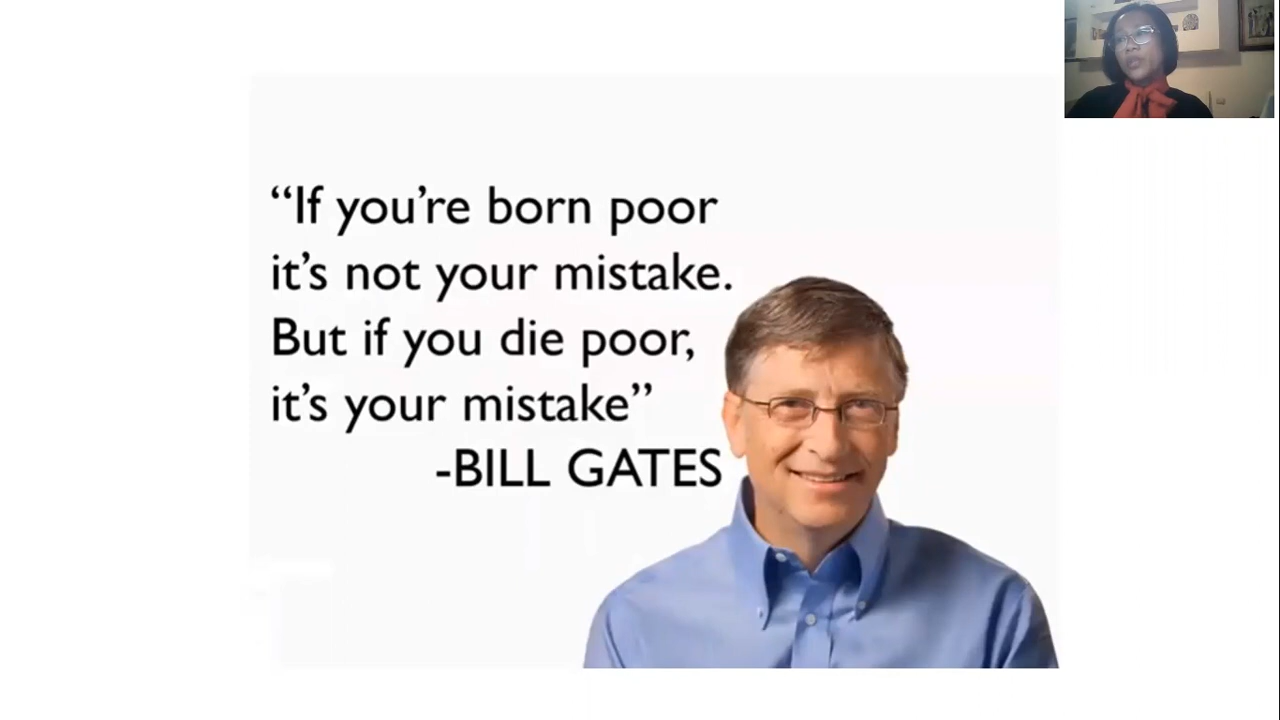 “If you’re born poor
it’s not your mistake.
But if you die poor,
it’s your mistake”
-BILL GATES